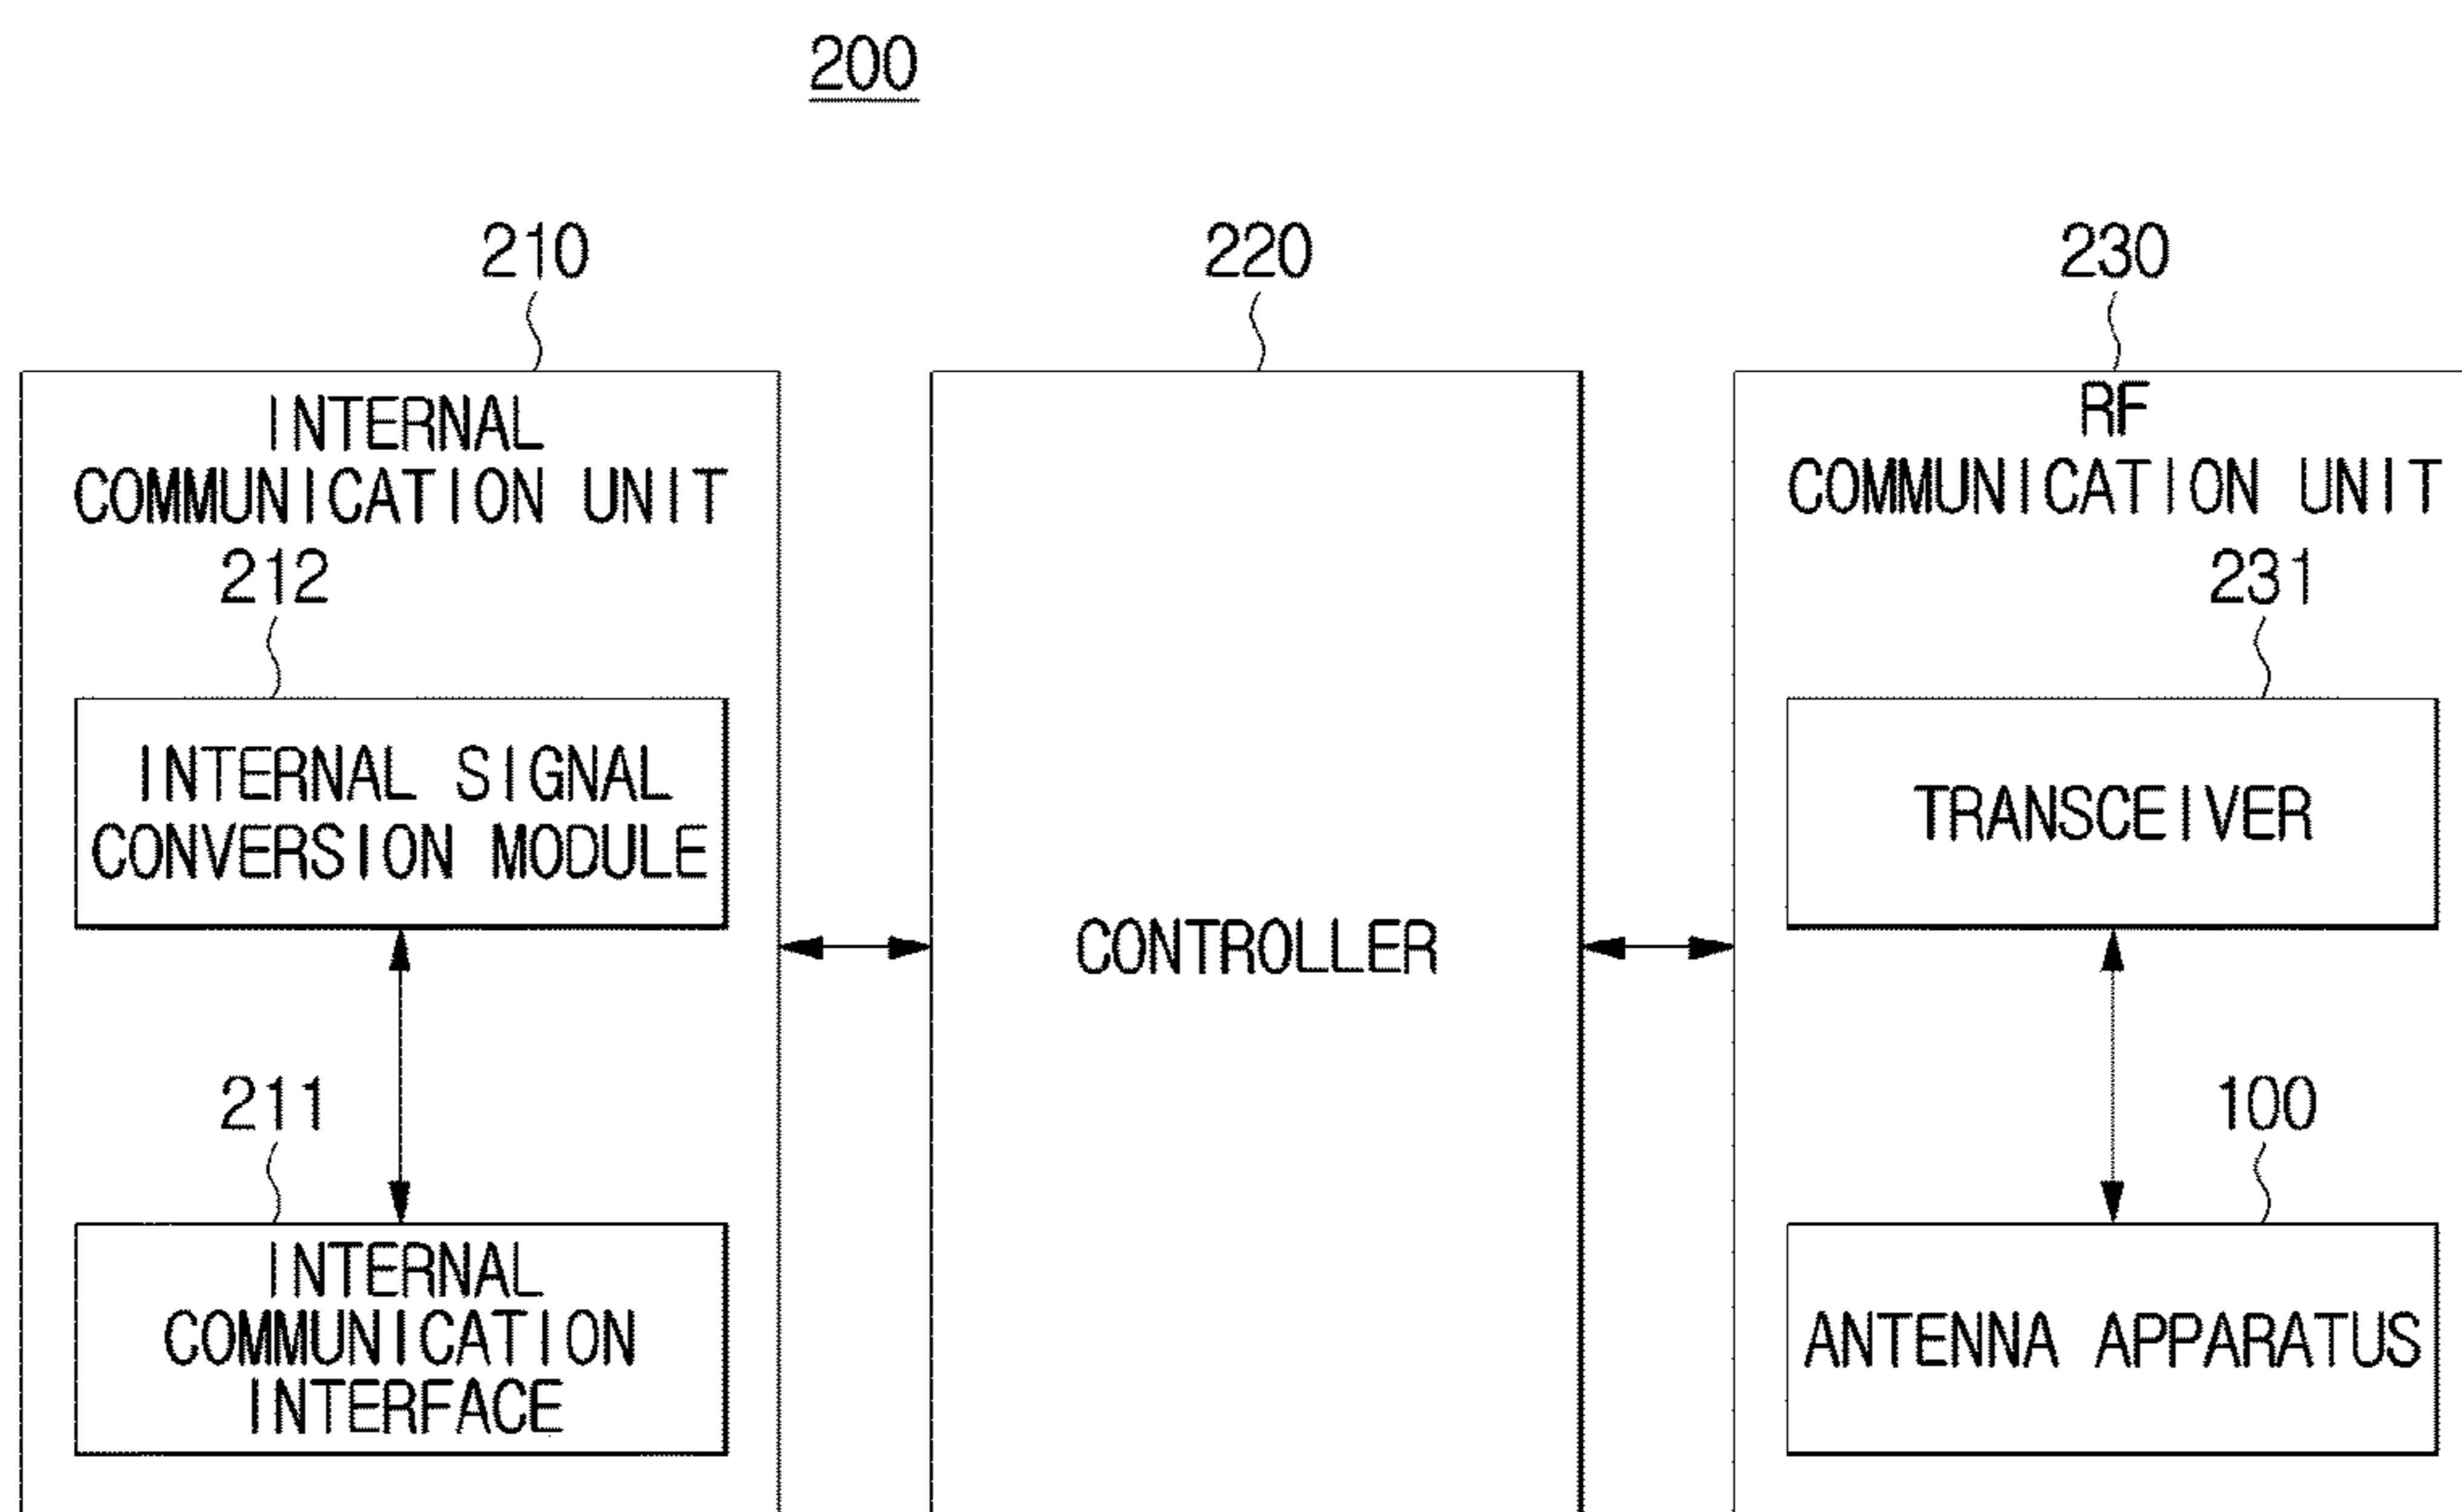 200
210
220
230
INTERNAL
COMMUNICATION UNIT
212
INTERNAL SIGNAL
CONVERSION MODULE
211
INTERNAL
COMMUNICATION
INTERFACE
CONTROLLER
RF
COMMUNICATION UNIT
231
TRANSCEIVER
100
ANTENNA APPARATUS